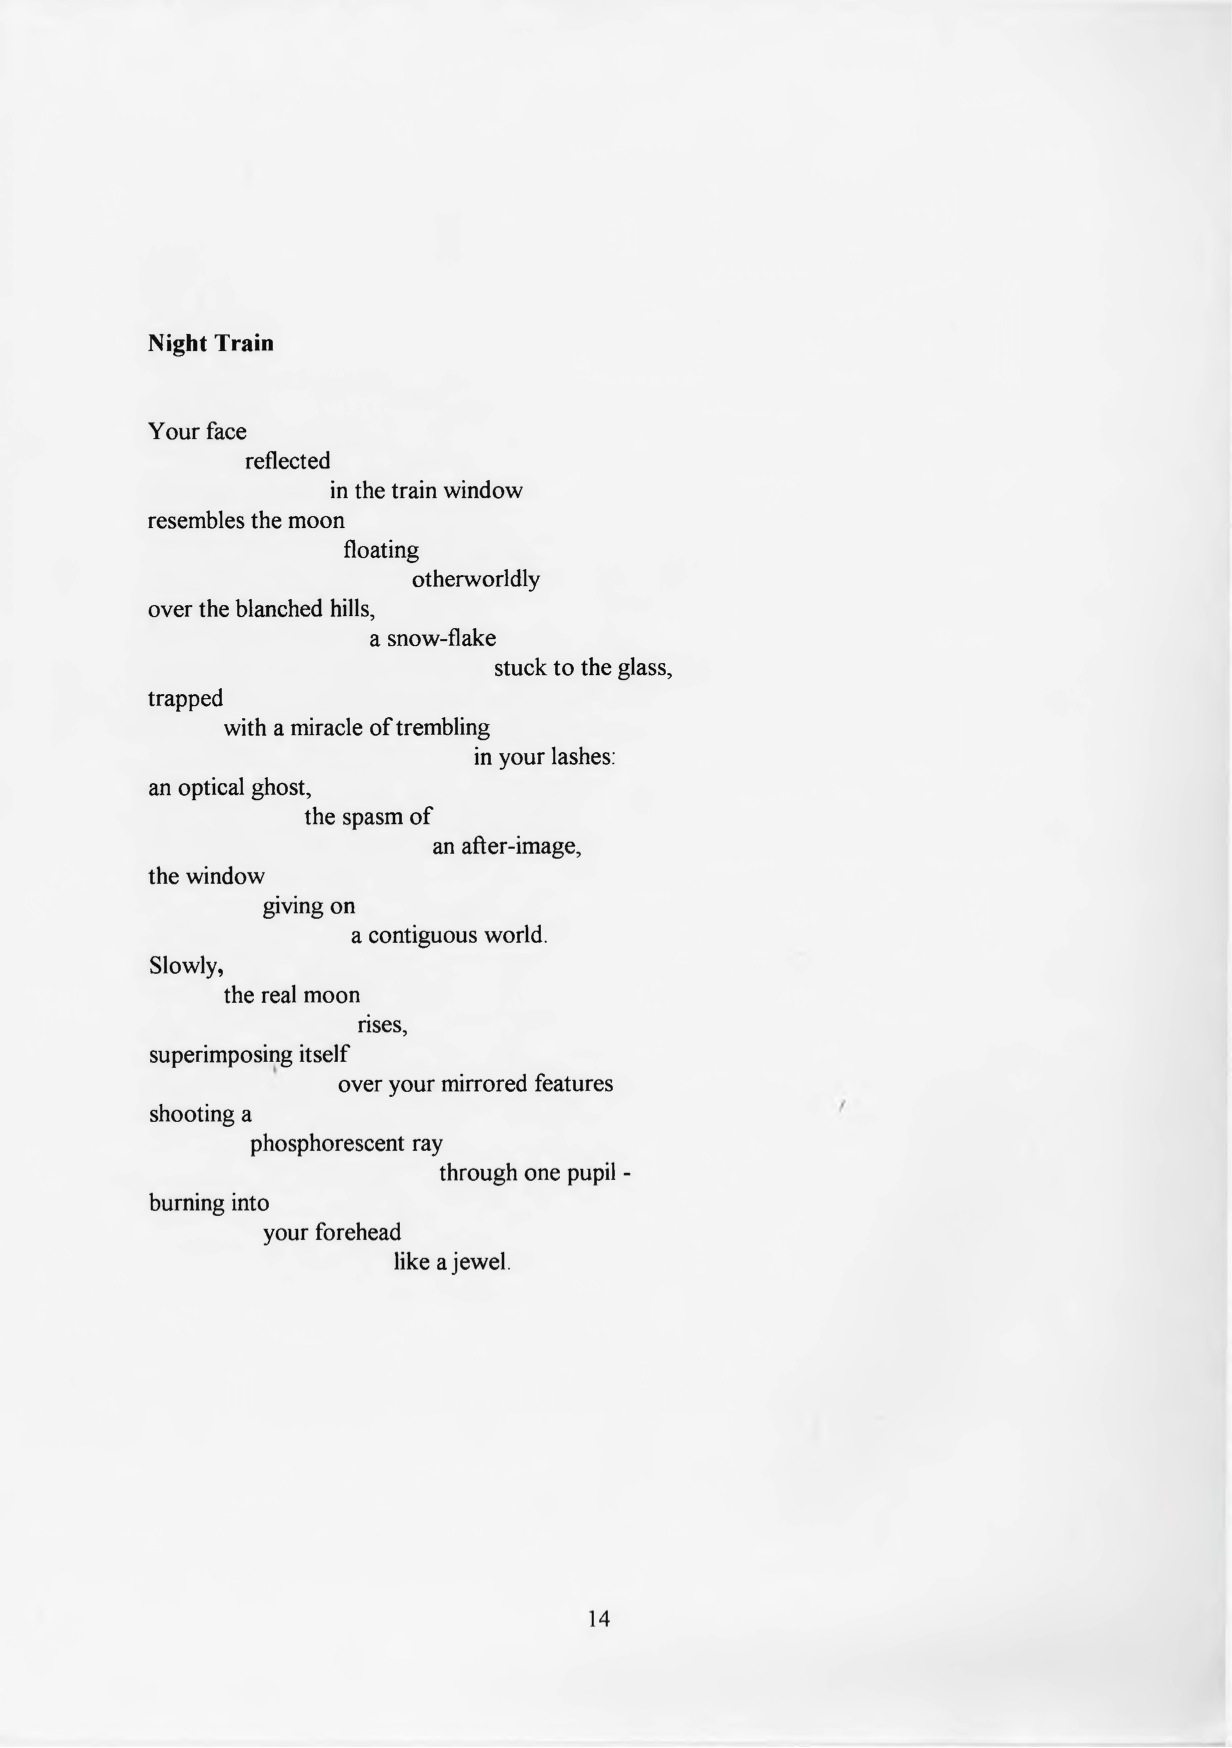 Night Train
Your face
reflected
in the train window
resembles the moon
floating
otherworldly
over the blanched hills,
a snow-flake
stuck to the glass,
trapped
with a miracle of trembling
in your lashes:
an optical ghost,
the spasm of
an after-image,
the window
giving on
a contiguous world.
Slowly,
the real moon
rises,
superimposing itself
over your mirrored features
shooting a
phosphorescent ray
through one pupil -
burning into
your forehead
like a jewel.
14